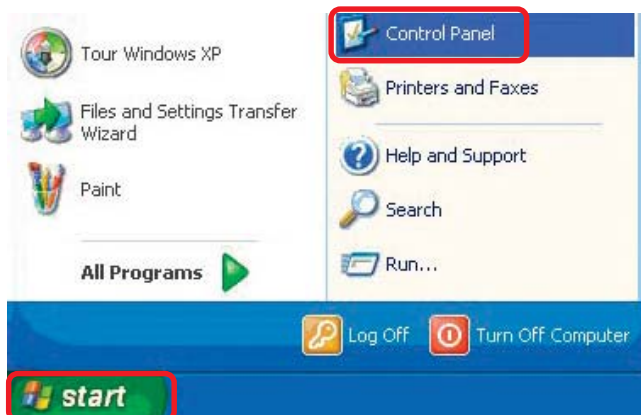 Tour Windows XP
Files and Settings Transfer
Wizard
Paint
All Programs
Control Panel
Printers and Faxes
Help and Support
Search
Run...
Log Off
Turn Off Computer
start